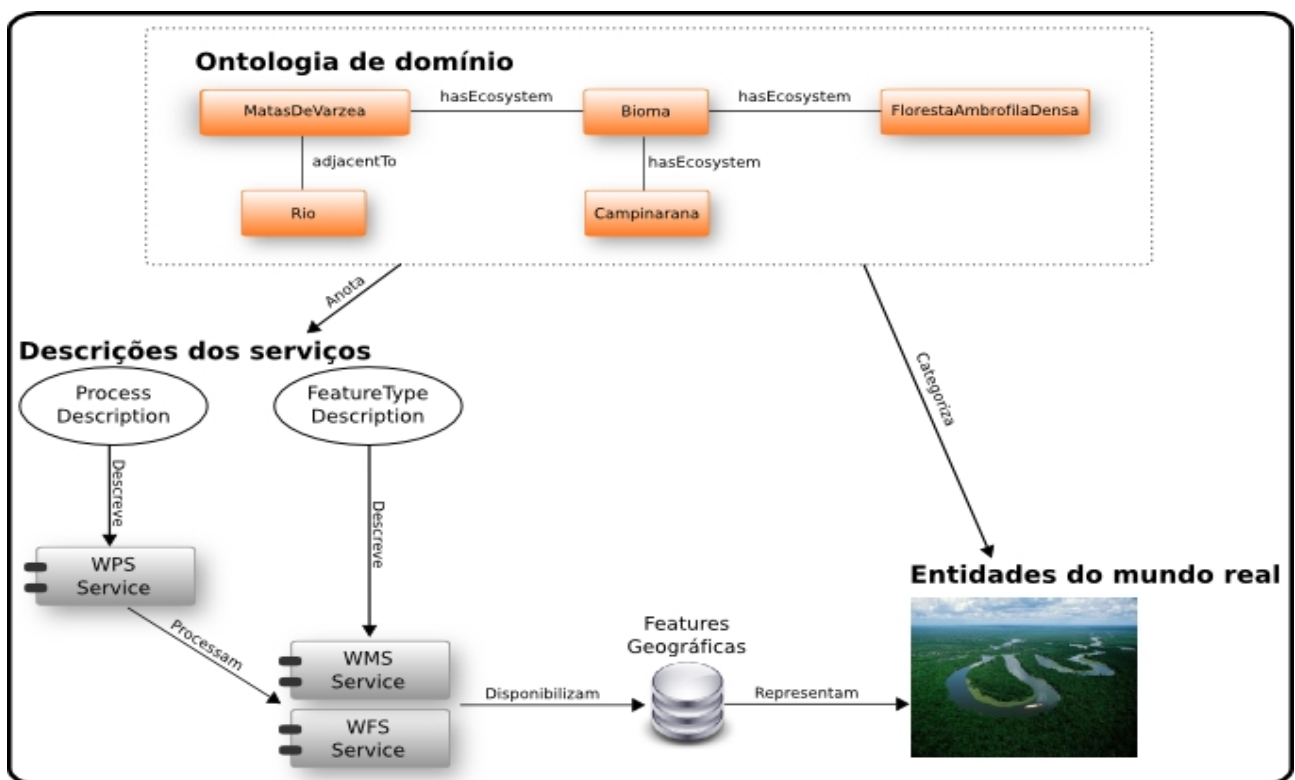 Ontologia de domínio
MatasDeVarzea
hasEcosystem
Bioma
hasEcosystem
FlorestaAmbrofilaDensa
adjacentTo
hasEcosystem
Rio
Campinarana
Anota
Categoriza
Descrições dos serviços
Process
Description
FeatureType
Description
Descreve
Descreve
WPS
Service
Processam
WMS
Service
WFS
Service
Disponibilizam
Features
Geográficas
Representam
Entidades do mundo real